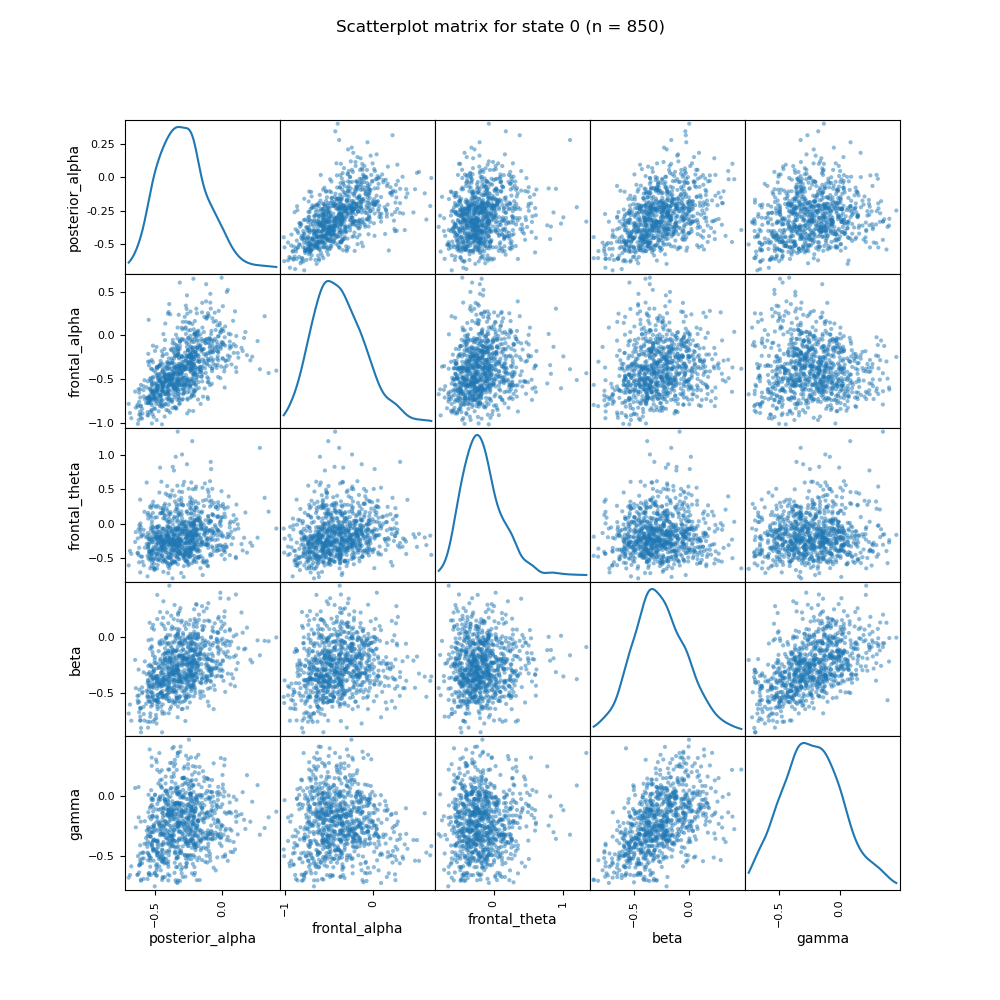 Scatterplot matrix for state 0 (n = 850)
posterior_alpha
0.25
0.0
-0.25
-0.5
frontal_alpha
0.5
0.0
−0.5
−1.0
frontal_theta
1.0
0.5
0.0
−0.5
beta
0.0
−0.5
gamma
0.0
−0.5
−0.5 0.0 −1 0 0 1 −0.5 0.0 −0.5 0.0
posterior_alpha frontal_alpha frontal_theta beta gamma